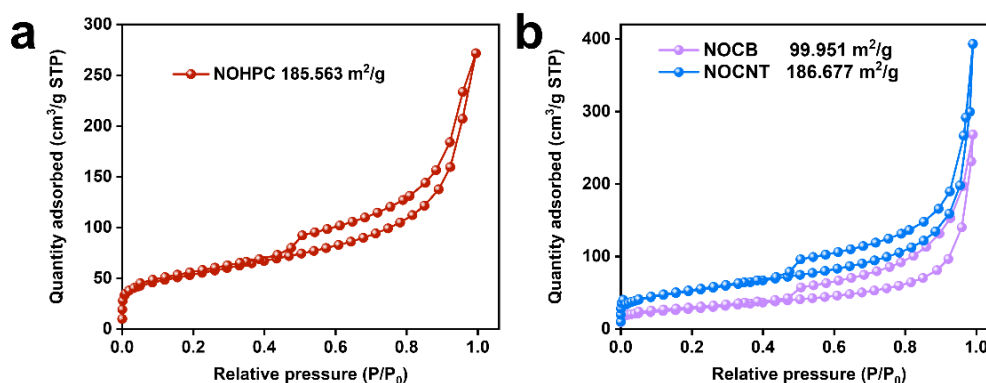 a
NOHPC 185.563 m²/g
Quantity adsorbed (cm³/g STP)
300
250
200
150
100
50
0
0.0 0.2 0.4 0.6 0.8 1.0
Relative pressure (P/P₀)
b
NOCB 99.951 m²/g
NOCNT 186.677 m²/g
Quantity adsorbed (cm³/g STP)
400
300
200
100
0
0.0 0.2 0.4 0.6 0.8 1.0
Relative pressure (P/P₀)